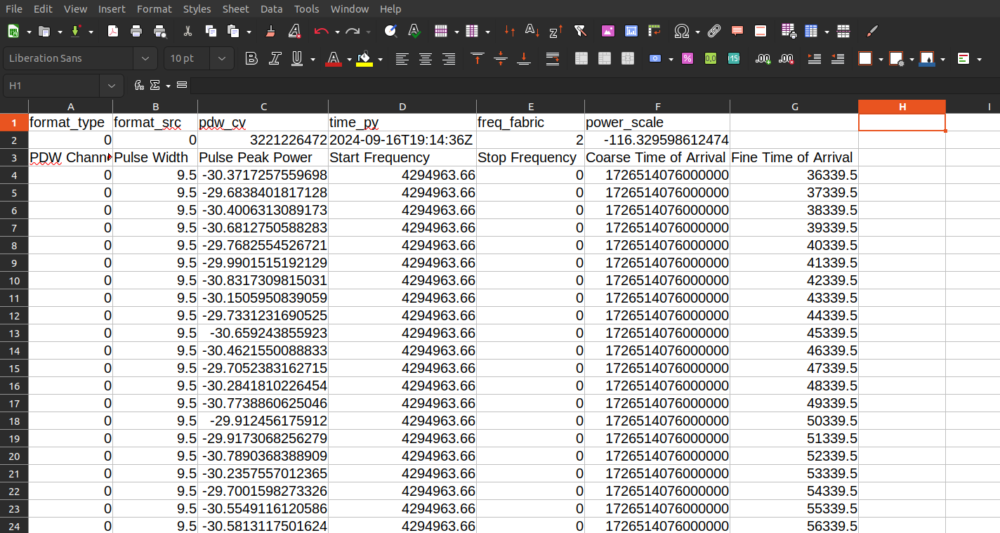 File Edit View Insert Format Styles Sheet Data Tools Window Help
Liberation Sans 10 pt
H1
A B C D E F G H I
1 format_type format_src pdw_cv time_py freq_fabric power_scale
2 0 0 3221226472 2024-09-16T19:14:36Z 2 -116.329598612474
3 PDW Channe Pulse Width Pulse Peak Power Start Frequency Stop Frequency Coarse Time of Arrival Fine Time of Arrival
4 0 9.5 -30.3717257559698 4294963.66 0 1726514076000000 36339.5
5 0 9.5 -29.6838401817128 4294963.66 0 1726514076000000 37339.5
6 0 9.5 -30.4006313089173 4294963.66 0 1726514076000000 38339.5
7 0 9.5 -30.6812750588283 4294963.66 0 1726514076000000 39339.5
8 0 9.5 -29.7682554526721 4294963.66 0 1726514076000000 40339.5
9 0 9.5 -29.9901515192129 4294963.66 0 1726514076000000 41339.5
10 0 9.5 -30.8317309815031 4294963.66 0 1726514076000000 42339.5
11 0 9.5 -30.1505950839059 4294963.66 0 1726514076000000 43339.5
12 0 9.5 -29.7331231690525 4294963.66 0 1726514076000000 44339.5
13 0 9.5 -30.659243855923 4294963.66 0 1726514076000000 45339.5
14 0 9.5 -30.4621550088833 4294963.66 0 1726514076000000 46339.5
15 0 9.5 -29.7052383162715 4294963.66 0 1726514076000000 47339.5
16 0 9.5 -30.2841810226454 4294963.66 0 1726514076000000 48339.5
17 0 9.5 -30.7738860625046 4294963.66 0 1726514076000000 49339.5
18 0 9.5 -29.912456175912 4294963.66 0 1726514076000000 50339.5
19 0 9.5 -29.9173068256279 4294963.66 0 1726514076000000 51339.5
20 0 9.5 -30.7890368388909 4294963.66 0 1726514076000000 52339.5
21 0 9.5 -30.2357557012365 4294963.66 0 1726514076000000 53339.5
22 0 9.5 -29.7001598273326 4294963.66 0 1726514076000000 54339.5
23 0 9.5 -30.5549116120586 4294963.66 0 1726514076000000 55339.5
24 0 9.5 -30.5813117501624 4294963.66 0 1726514076000000 56339.5